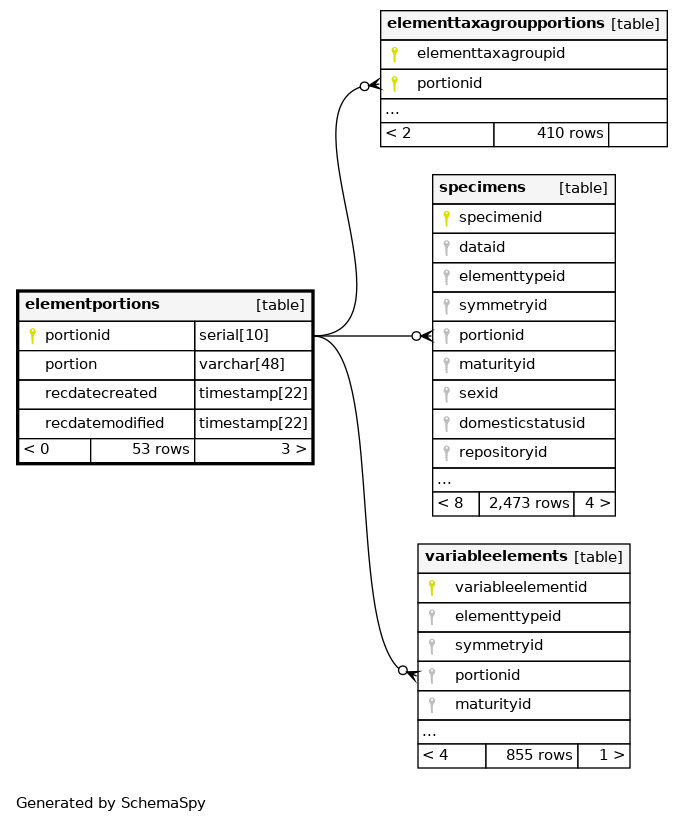 elementtaxagroupportions [table]
elementtaxagroupid
portionid
...
< 2 410 rows
specimens [table]
specimenid
dataid
elementtypeid
symmetryid
portionid
maturityid
sexid
domesticstatusid
repositoryid
...
< 8 2,473 rows 4 >
elementportions [table]
portionid serial[10]
portion varchar[48]
recdatecreated timestamp[22]
recdatemodified timestamp[22]
< 0 53 rows 3 >
variableelements [table]
variableelementid
elementtypeid
symmetryid
portionid
maturityid
...
< 4 855 rows 1 >
Generated by SchemaSpy